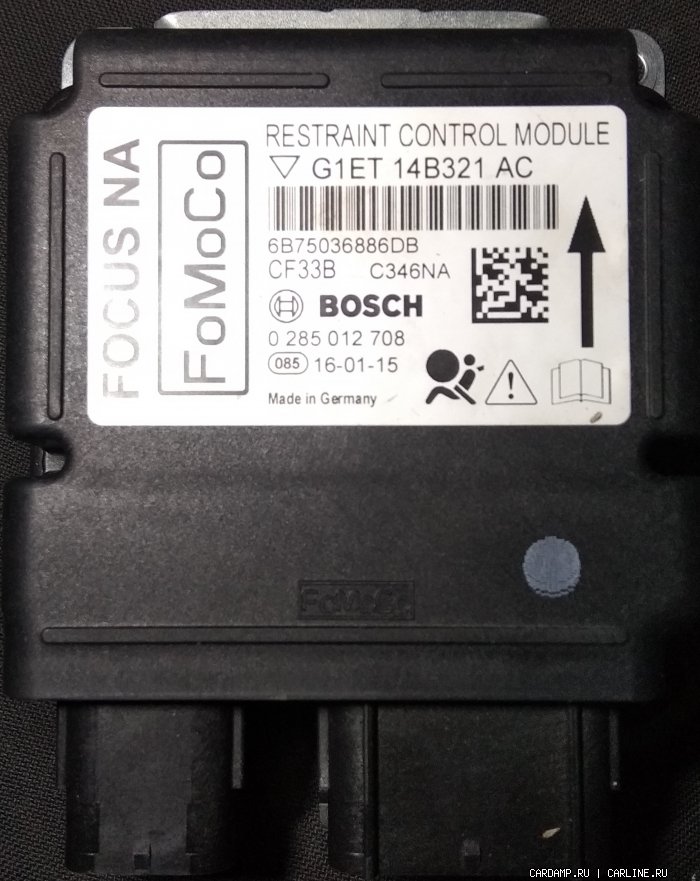 FOCUS NA
FoMoCo
RESTRAINT CONTROL MODULE
G1ET 14B321 AC
6B75036886DB
CF33B C346NA
BOSCH
0 285 012 708
085 16-01-15
Made in Germany
FoMoCo
CARDAMP.RU | CARLINE.RU